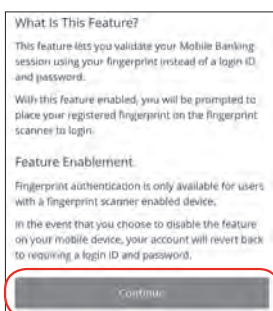 What Is This Feature?
This feature lets you validate your Mobile Banking
session using your fingerprint instead of a login ID
and password.
With this feature enabled, you will be prompted to
place your registered fingerprint on the fingerprint
scanner to login.
Feature Enablement
Fingerprint authentication is only available for users
with a fingerprint scanner enabled device.
In the event that you choose to disable the feature
on your mobile device, your account will revert back
to requiring a login ID and password.
Continue